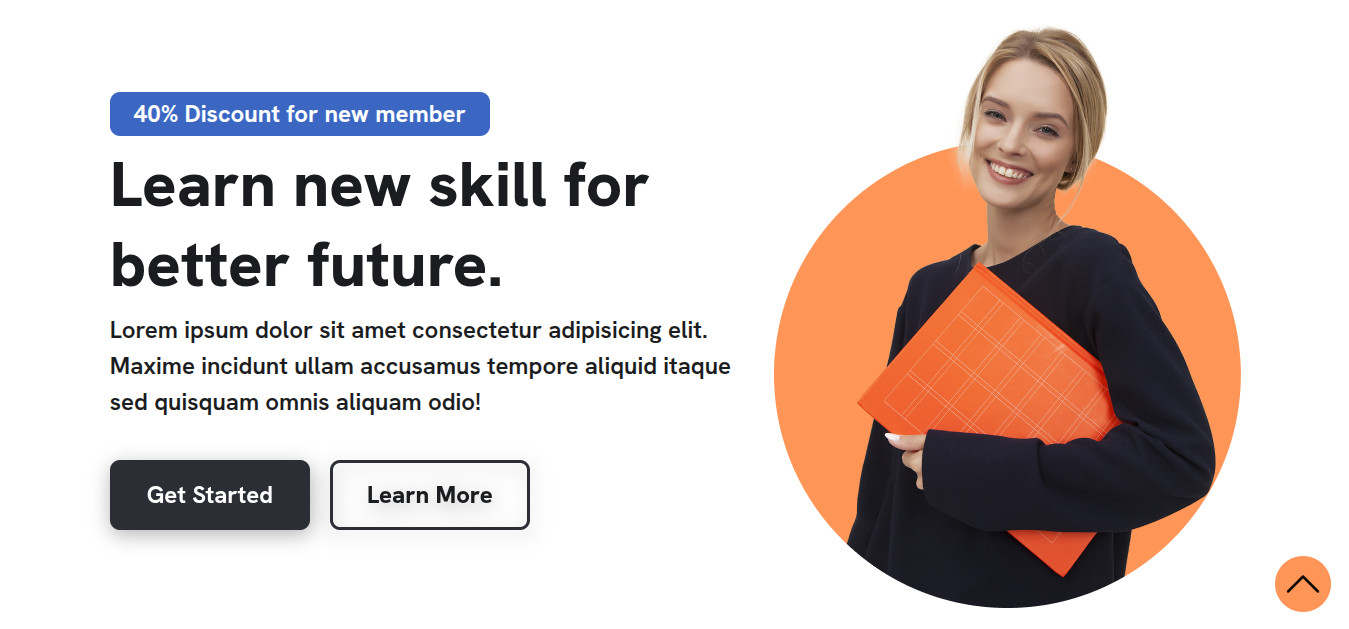 40% Discount for new member
Learn new skill for
better future.
Lorem ipsum dolor sit amet consectetur adipisicing elit.
Maxime incidunt ullam accusamus tempore aliquid itaque
sed quisquam omnis aliquam odio!
Get Started
Learn More